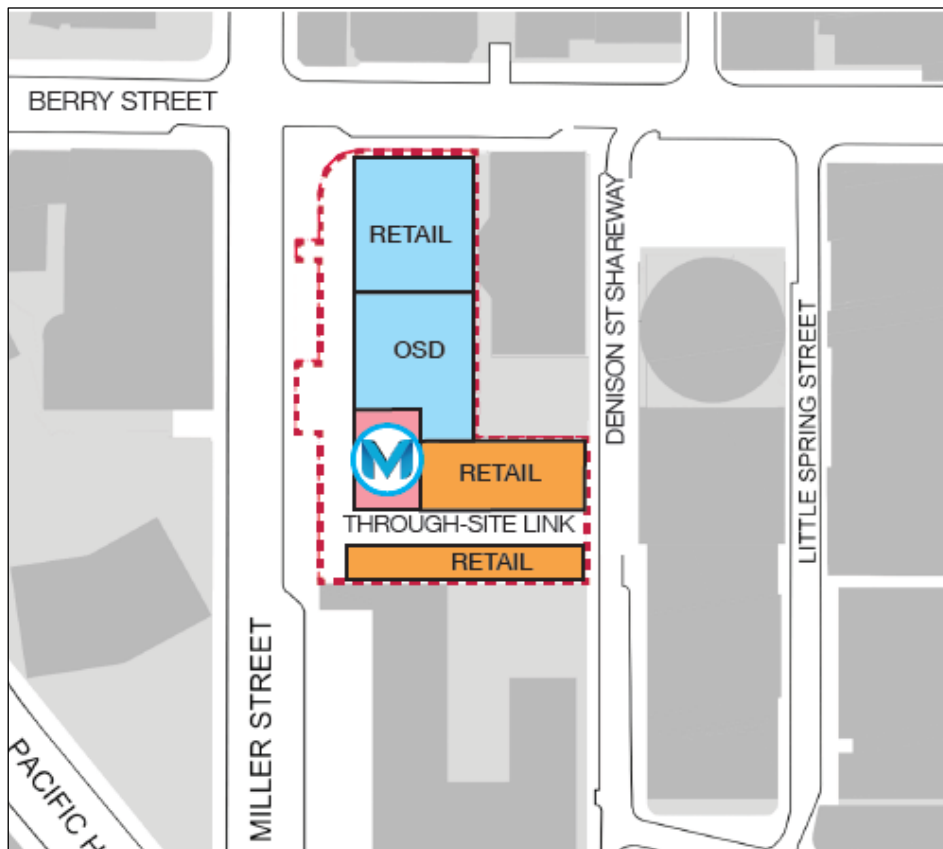 BERRY STREET
RETAIL
OSD
DENISON ST SHAREWAY
M
RETAIL
THROUGH-SITE LINK
RETAIL
LITTLE SPRING STREET
MILLER STREET
PACIFIC H